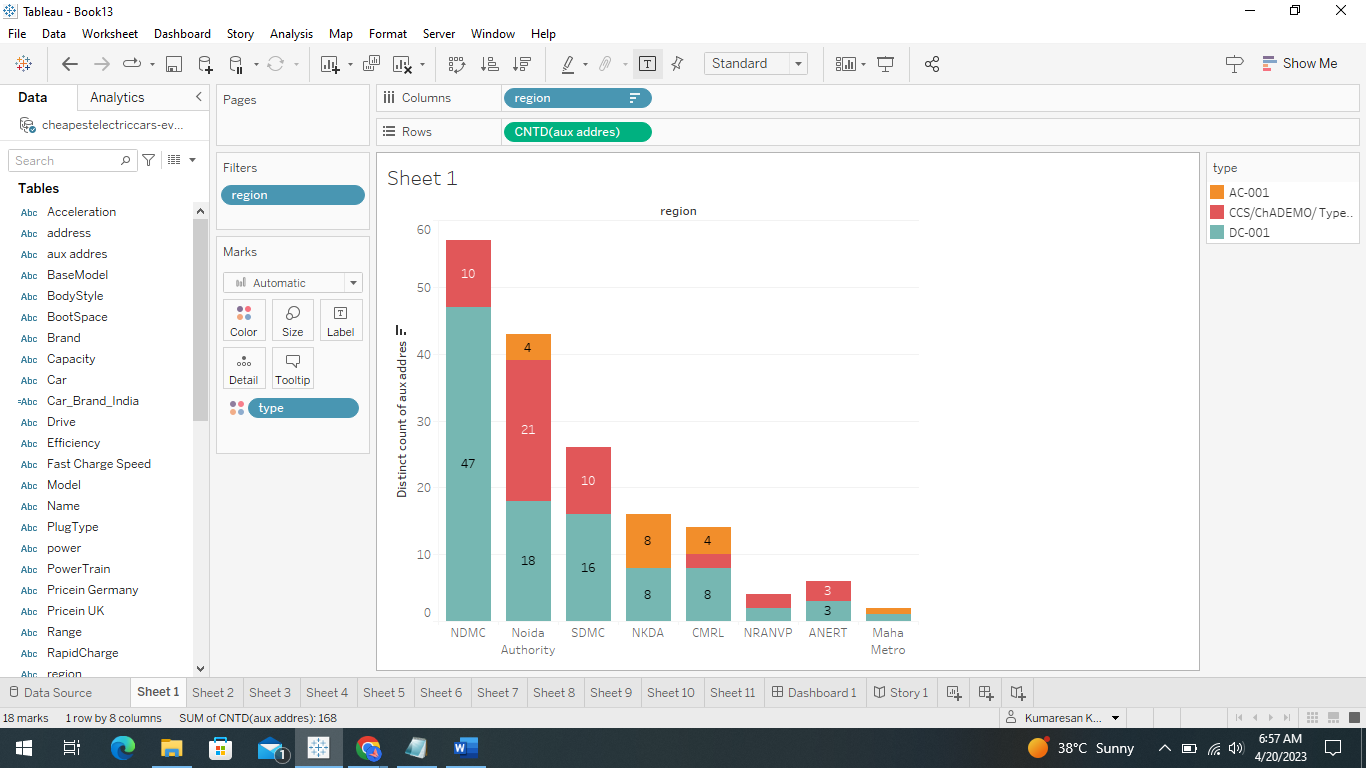 Tableau - Book13
File Data Worksheet Dashboard Story Analysis Map Format Server Window Help
Standard
Show Me
Data Analytics
cheapestelectriccars-ev...
Search
Tables
Abc Acceleration
Abc address
Abc aux addres
Abc BaseModel
Abc BodyStyle
Abc BootSpace
Abc Brand
Abc Capacity
Abc Car
=Abc Car_Brand_India
Abc Drive
Abc Efficiency
Abc Fast Charge Speed
Abc Model
Abc Name
Abc PlugType
Abc power
Abc PowerTrain
Abc Pricein Germany
Abc Pricein UK
Abc Range
Abc RapidCharge
Abc region
Pages
Filters
region
Marks
Automatic
Color Size Label
Detail Tooltip
type
Columns region
Rows CNTD(aux addres)
Sheet 1
region
Distinct count of aux addres
60
50
40
30
20
10
0
10
47
4
21
18
10
16
8
8
4
8
3
3
NDMC Noida SDMC NKDA CMRL NRANVP ANERT Maha
Authority Metro
type
AC-001
CCS/ChADEMO/ Type..
DC-001
Data Source Sheet 1 Sheet 2 Sheet 3 Sheet 4 Sheet 5 Sheet 6 Sheet 7 Sheet 8 Sheet 9 Sheet 10 Sheet 11 Dashboard 1 Story 1
18 marks 1 row by 8 columns SUM of CNTD(aux addres): 168 Kumaresan K...
1
38°C Sunny
6:57 AM
4/20/2023